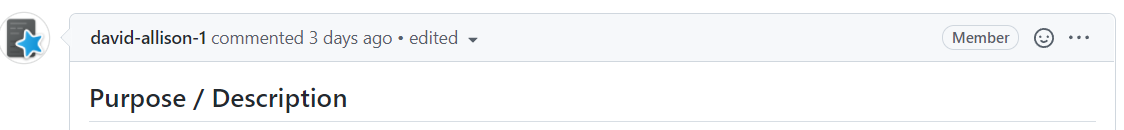 david-allison-1 commented 3 days ago • edited Member
Purpose / Description